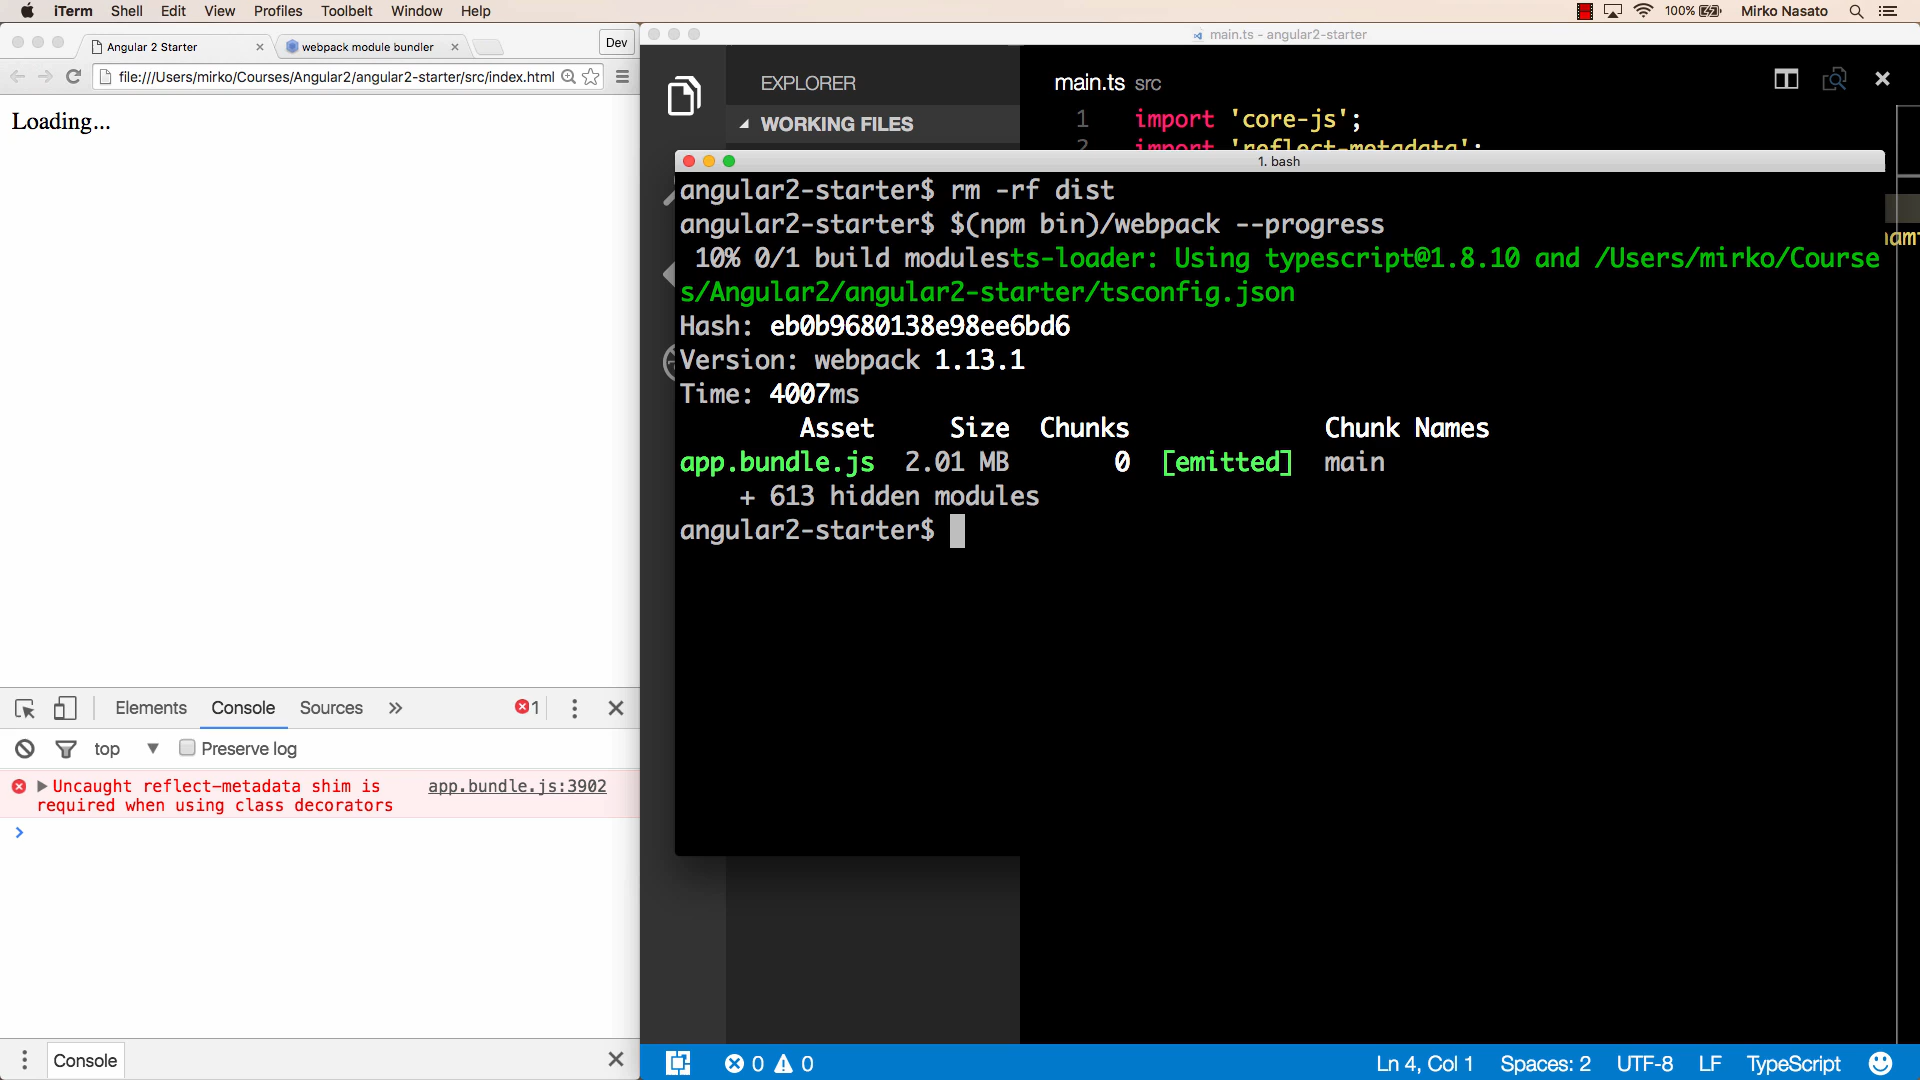 iTerm Shell Edit View Profiles Toolbelt Window Help 100% Mirko Nasato
Angular 2 Starter webpack module bundler Dev
file:///Users/mirko/Courses/Angular2/angular2-starter/src/index.html
Loading...
main.ts - angular2-starter
EXPLORER
WORKING FILES
main.ts src
1 import 'core-js';
2 import 'reflect-metadata';
1. bash
angular2-starter$ rm -rf dist
angular2-starter$ $(npm bin)/webpack --progress
10% 0/1 build modulests-loader: Using typescript@1.8.10 and /Users/mirko/Course
s/Angular2/angular2-starter/tsconfig.json
Hash: eb0b9680138e98ee6bd6
Version: webpack 1.13.1
Time: 4007ms
Asset Size Chunks Chunk Names
app.bundle.js 2.01 MB 0 [emitted] main
+ 613 hidden modules
angular2-starter$
Elements Console Sources » 1
top Preserve log
Uncaught reflect-metadata shim is app.bundle.js:3902
required when using class decorators
Console
0 0 Ln 4, Col 1 Spaces: 2 UTF-8 LF TypeScript